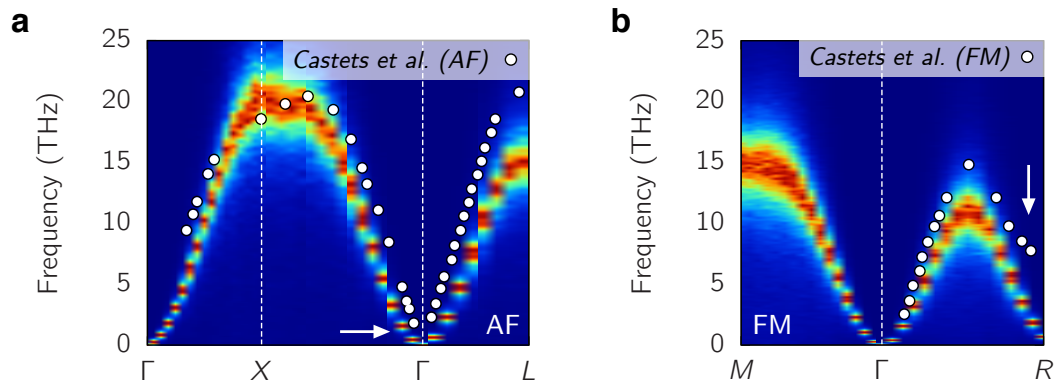 a
25
20
15
10
5
0
Frequency (THz)
Castets et al. (AF)
AF
Γ X Γ L
b
25
20
15
10
5
0
Frequency (THz)
Castets et al. (FM)
FM
M Γ R